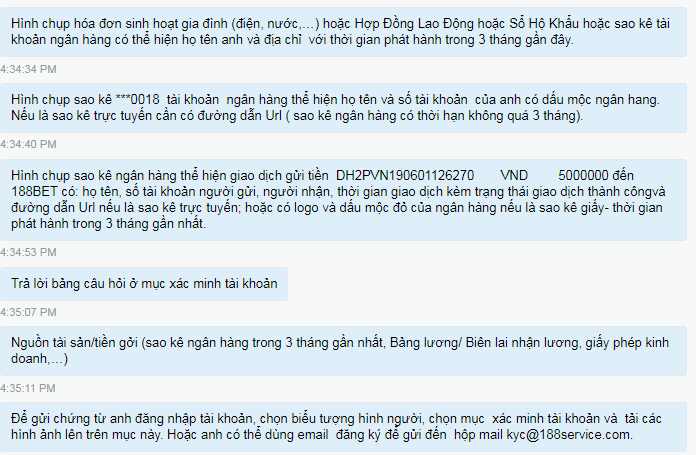 Hình chụp hóa đơn sinh hoạt gia đình (điện, nước,...) hoặc Hợp Đồng Lao Động hoặc Sổ Hộ Khẩu hoặc sao kê tài
khoản ngân hàng có thể hiện họ tên anh và địa chỉ với thời gian phát hành trong 3 tháng gần đây.
4:34:34 PM
Hình chụp sao kê ***0018 tài khoản ngân hàng thể hiện họ tên và số tài khoản của anh có dấu mộc ngân hang.
Nếu là sao kê trực tuyến cần có đường dẫn Url ( sao kê ngân hàng có thời hạn không quá 3 tháng).
4:34:40 PM
Hình chụp sao kê ngân hàng thể hiện giao dịch gửi tiền DH2PVN190601126270 VND 5000000 đến
188BET có: họ tên, số tài khoản người gửi, người nhận, thời gian giao dịch kèm trạng thái giao dịch thành côngvà
đường dẫn Url nếu là sao kê trực tuyến; hoặc có logo và dấu mộc đỏ của ngân hàng nếu là sao kê giấy- thời gian
phát hành trong 3 tháng gần nhất.
4:34:53 PM
Trả lời bảng câu hỏi ở mục xác minh tài khoản
4:35:07 PM
Nguồn tài sản/tiền gởi (sao kê ngân hàng trong 3 tháng gần nhất, Bảng lương/ Biên lai nhận lương, giấy phép kinh
doanh,...)
4:35:11 PM
Để gửi chứng từ anh đăng nhập tài khoản, chọn biểu tượng hình người, chọn mục xác minh tài khoản và tải các
hình ảnh lên trên mục này. Hoặc anh có thể dùng email đăng ký để gửi đến hộp mail kyc@188service.com.